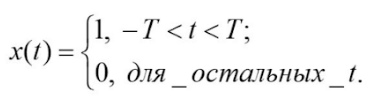 x(t) = {1, −T < t < T;
0, для _ остальных _ t.